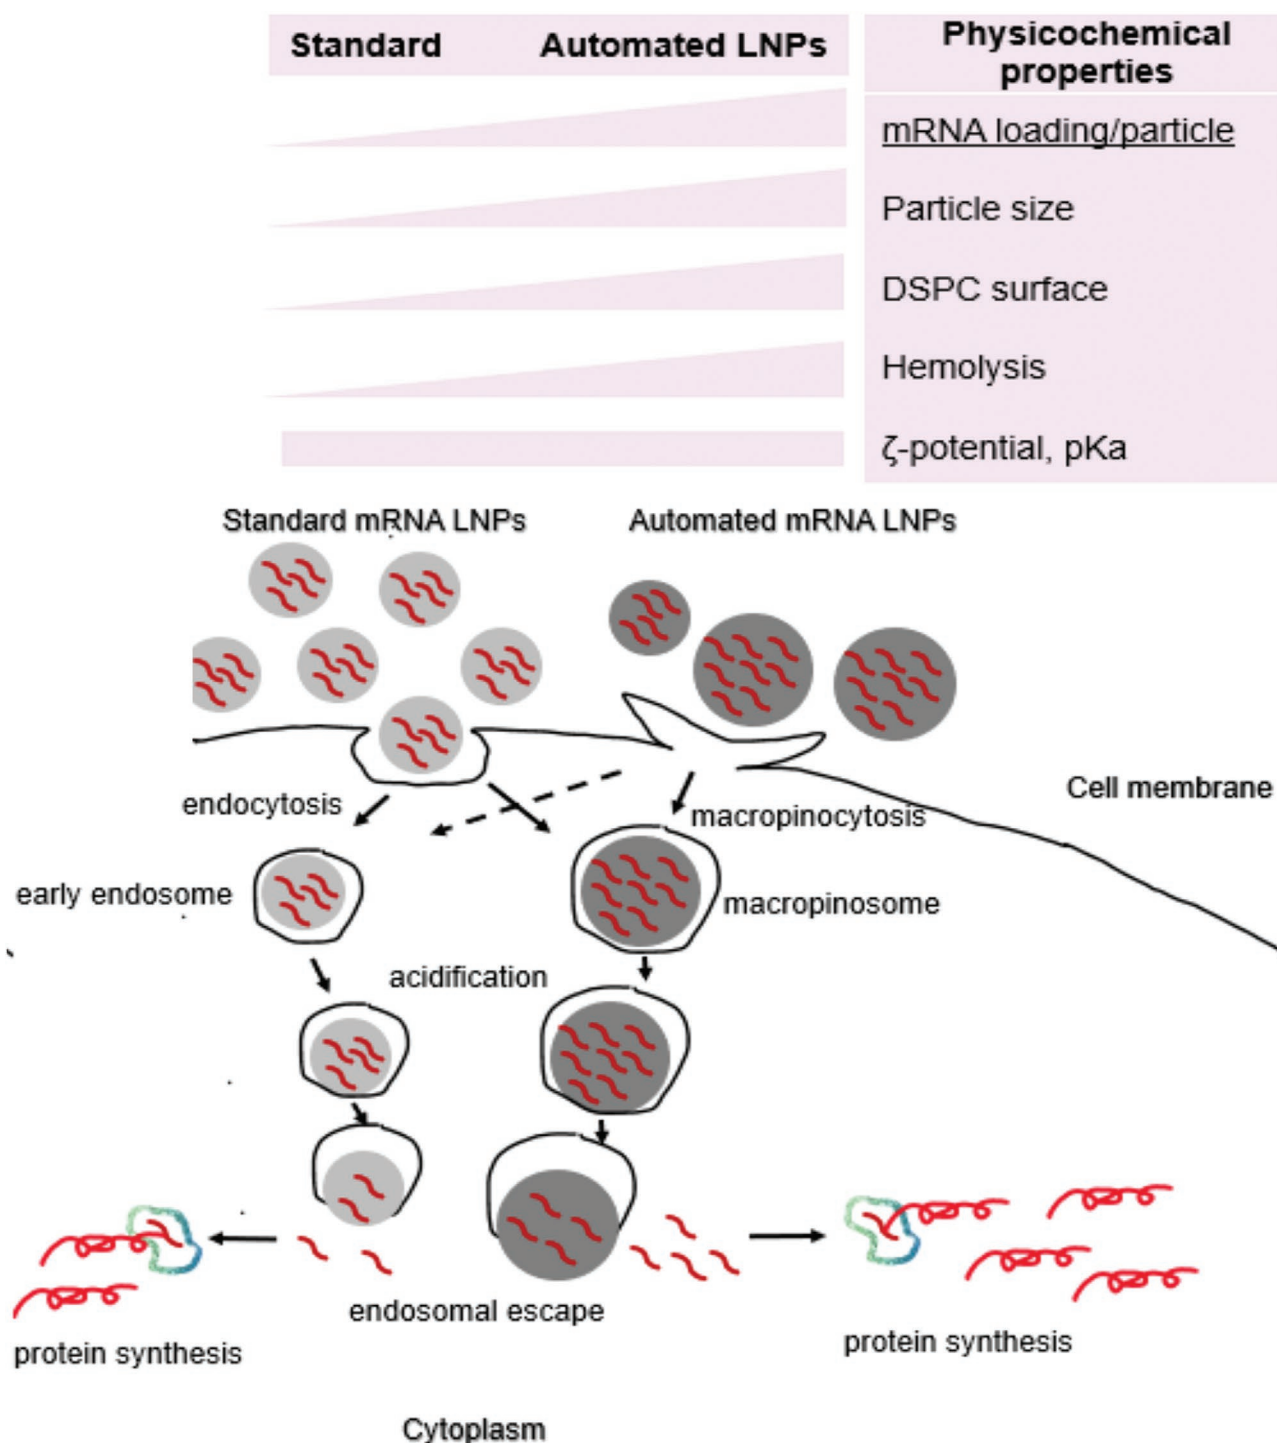 Standard Automated LNPs
Physicochemical
properties
mRNA loading/particle
Particle size
DSPC surface
Hemolysis
ζ-potential, pKa
Standard mRNA LNPs
Automated mRNA LNPs
Cell membrane
endocytosis
macropinocytosis
early endosome
macropinosome
acidification
endosomal escape
protein synthesis
protein synthesis
Cytoplasm